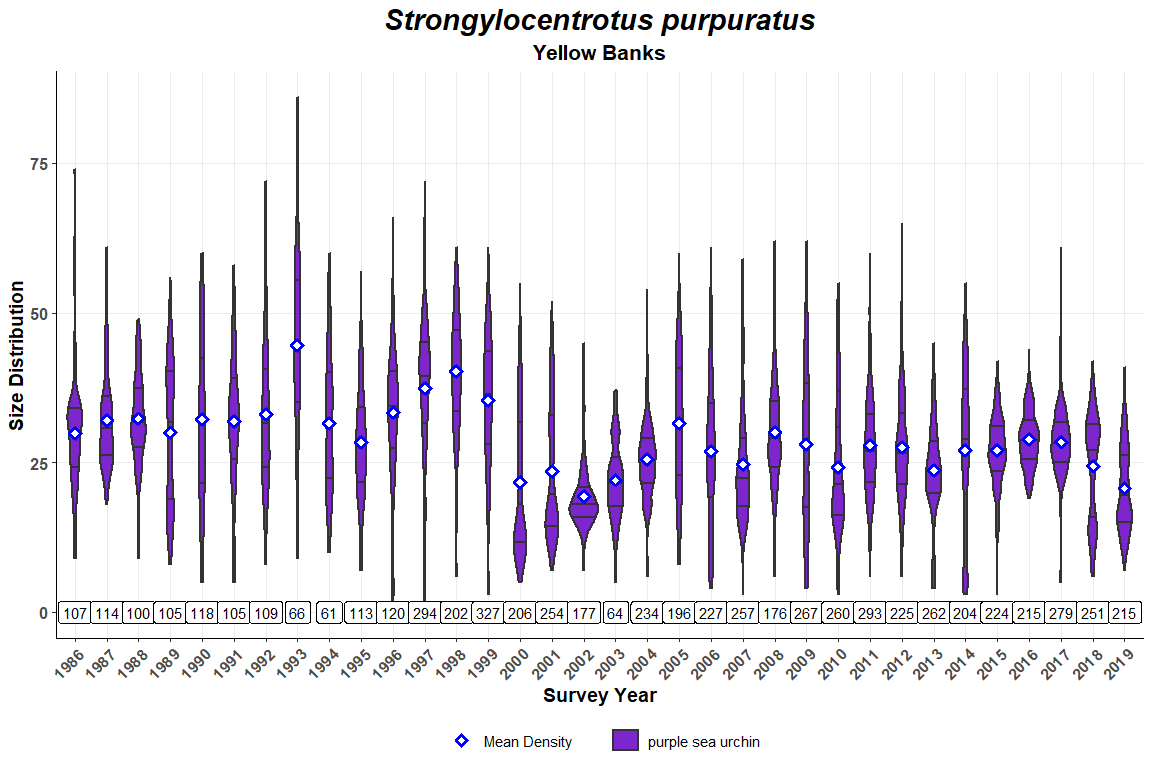 Strongylocentrotus purpuratus
Yellow Banks
Size Distribution
75
50
25
0
107 114 100 105 118 105 109 66 61 113 120 294 202 327 206 254 177 64 234 196 227 257 176 267 260 293 225 262 204 224 215 279 251 215
1986 1987 1988 1989 1990 1991 1992 1993 1994 1995 1996 1997 1998 1999 2000 2001 2002 2003 2004 2005 2006 2007 2008 2009 2010 2011 2012 2013 2014 2015 2016 2017 2018 2019
Survey Year
Mean Density purple sea urchin